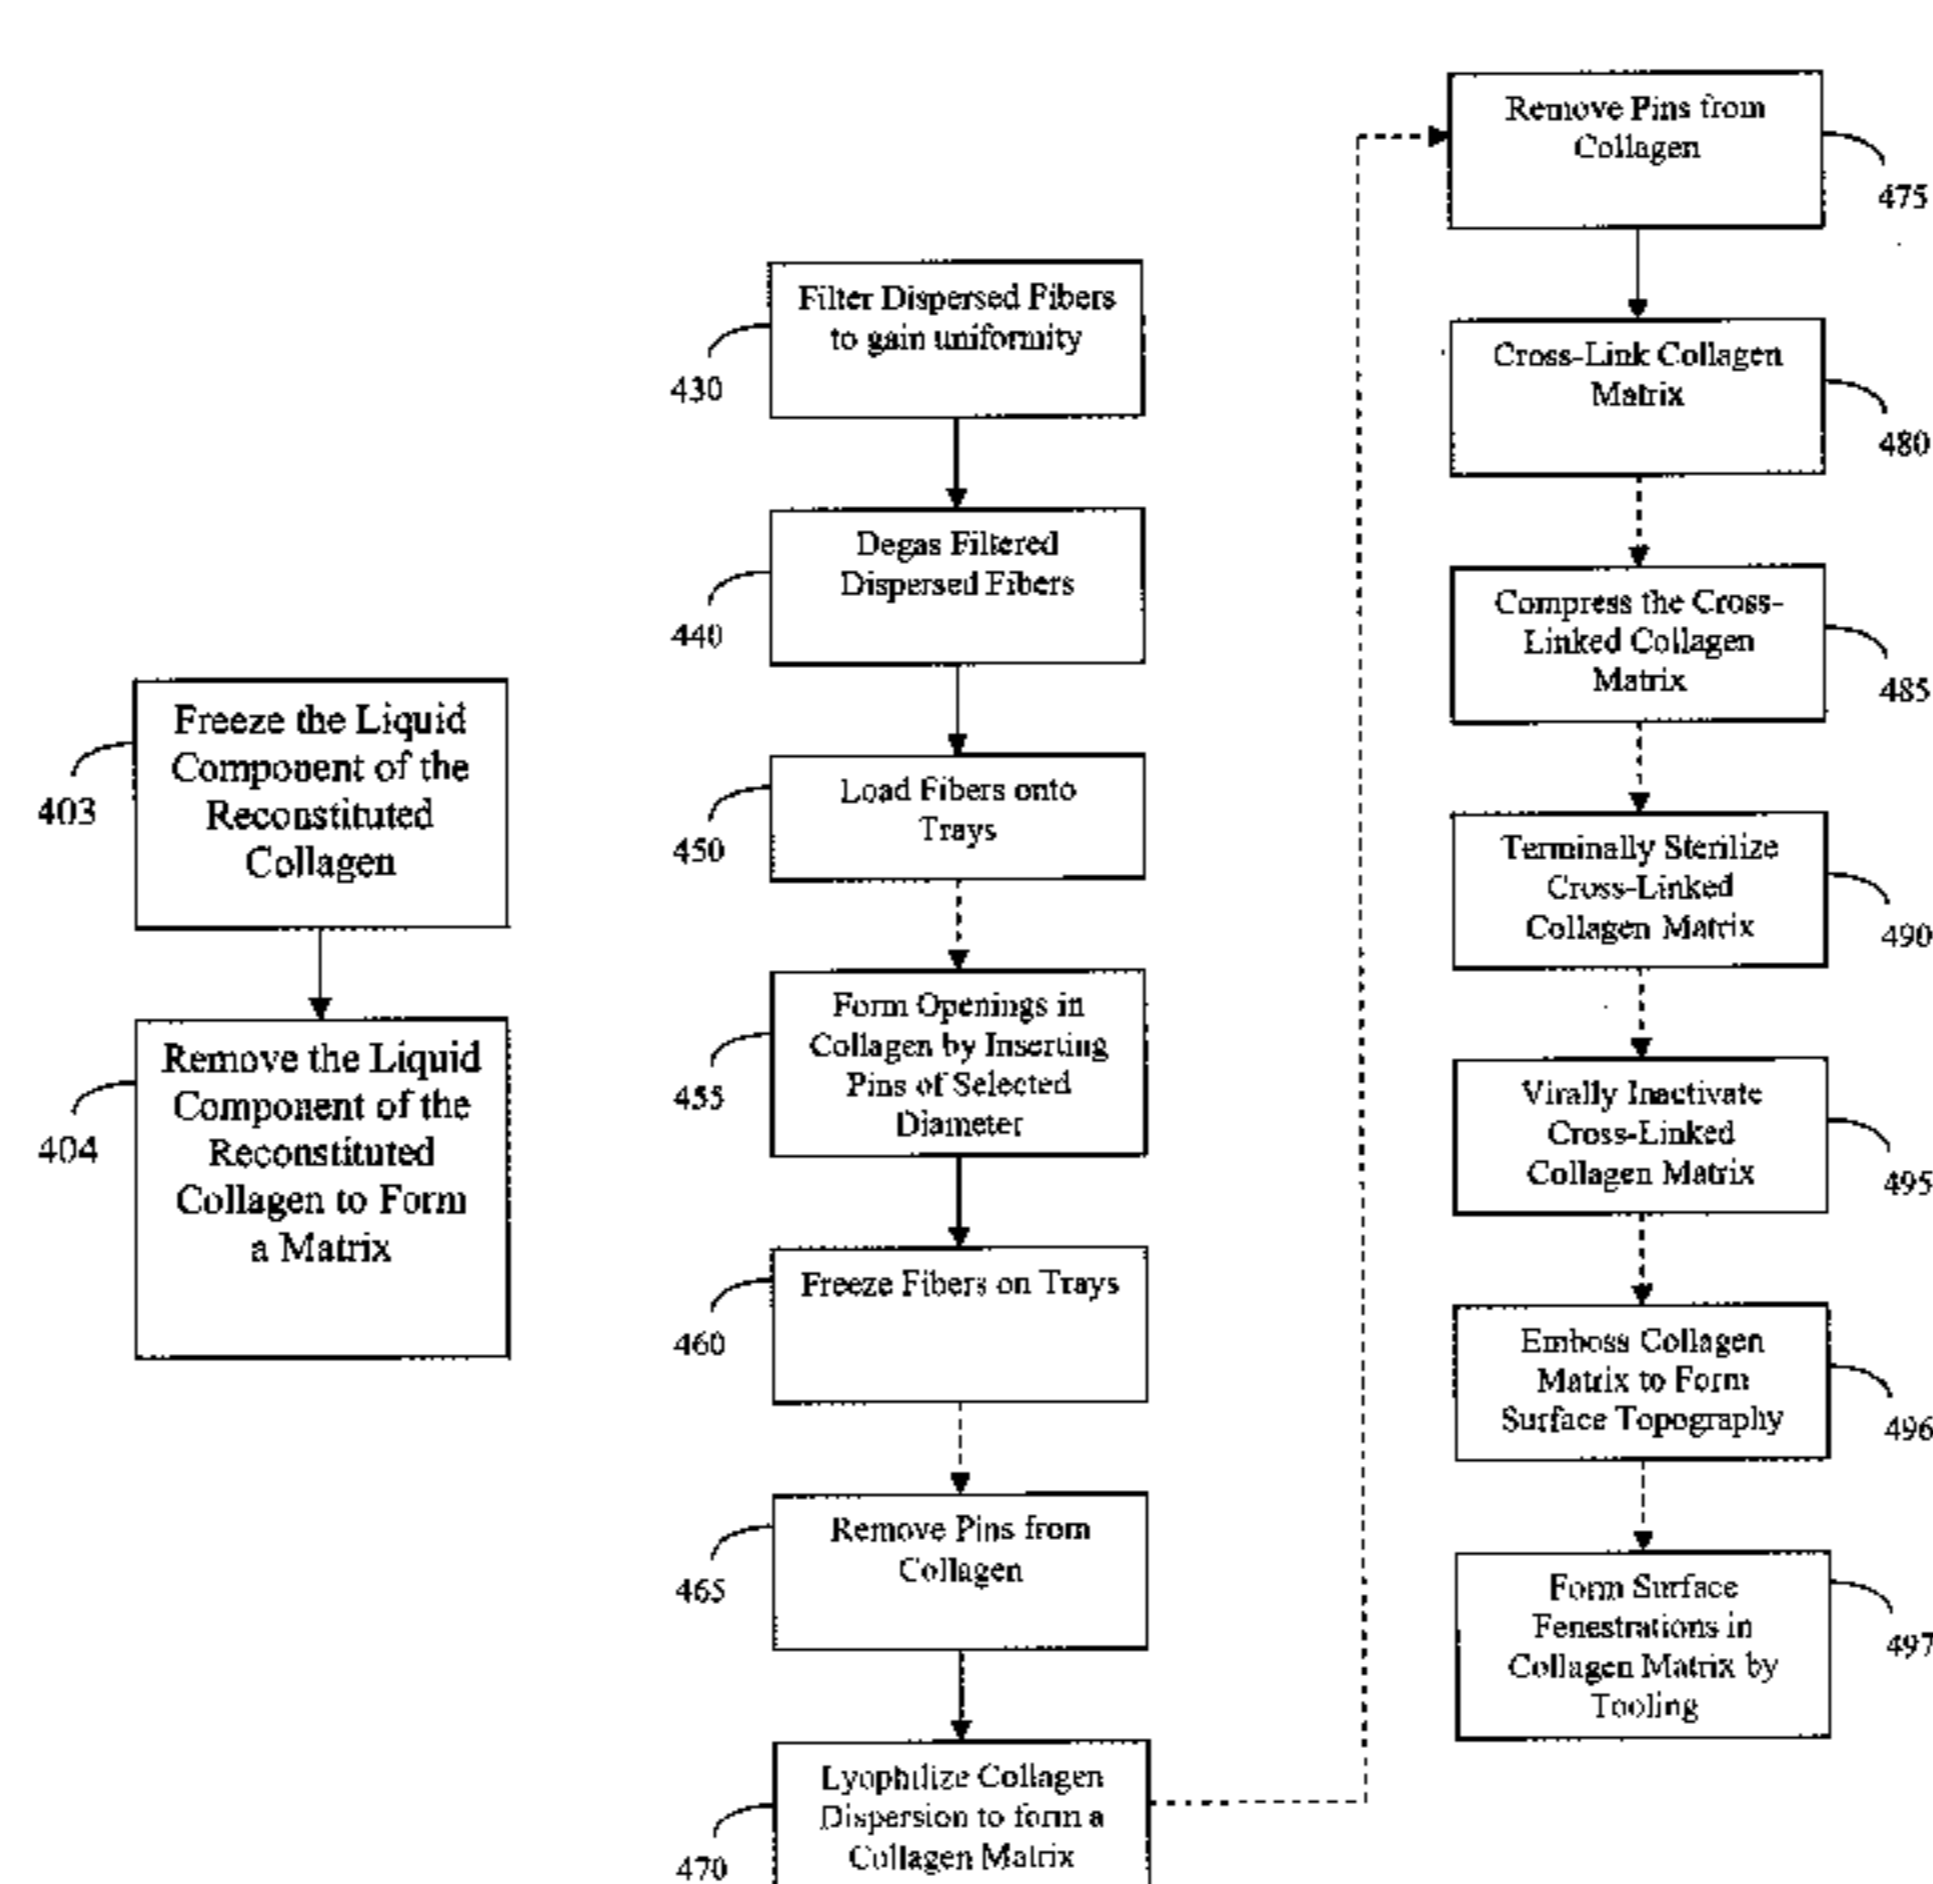 Freeze the Liquid
Component of the
Reconstituted
Collagen
403
Remove the Liquid
Component of the
Reconstituted
Collagen to Form
a Matrix
404
Filter Dispersed Fibers
to gain uniformity
430
Degas Filtered
Dispersed Fibers
440
Load Fibers onto
Trays
450
Form Openings in
Collagen by Inserting
Pins of Selected
Diameter
455
Freeze Fibers on Trays
460
Remove Pins from
Collagen
465
Lyophilize Collagen
Dispersion to form a
Collagen Matrix
470
Remove Pins from
Collagen
475
Cross-Link Collagen
Matrix
480
Compress the Cross-
Linked Collagen
Matrix
485
Terminally Sterilize
Cross-Linked
Collagen Matrix
490
Virally Inactivate
Cross-Linked
Collagen Matrix
495
Emboss Collagen
Matrix to Form
Surface Topography
496
Form Surface
Fenestrations in
Collagen Matrix by
Tooling
497